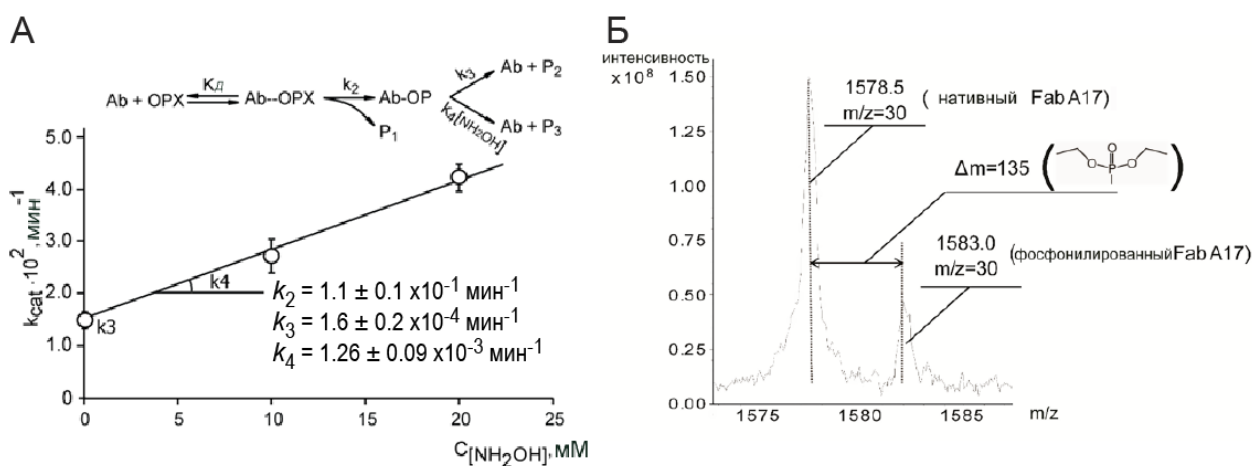 А
Ab + OPX
Kд
Ab--OPX
k2
P1
Ab-OP
k3
Ab + P2
k4[NH2OH]
Ab + P3
kcat ·10^2, мин^-1
5.0
4.0
3.0
2.0
1.0
0
k3
k4
k2 = 1.1 ± 0.1 x10^-1 мин^-1
k3 = 1.6 ± 0.2 x10^-4 мин^-1
k4 = 1.26 ± 0.09 x10^-3 мин^-1
0 5 10 15 20 25
C[NH2OH], мМ
Б
интенсивность
x10^8
1.50
1.25
1.00
0.75
0.50
0.25
0.00
1578.5
m/z=30
( нативный Fab A17)
Δm=135
O
O P O
1583.0
m/z=30
(фосфонилированный Fab A17)
1575 1580 1585 m/z